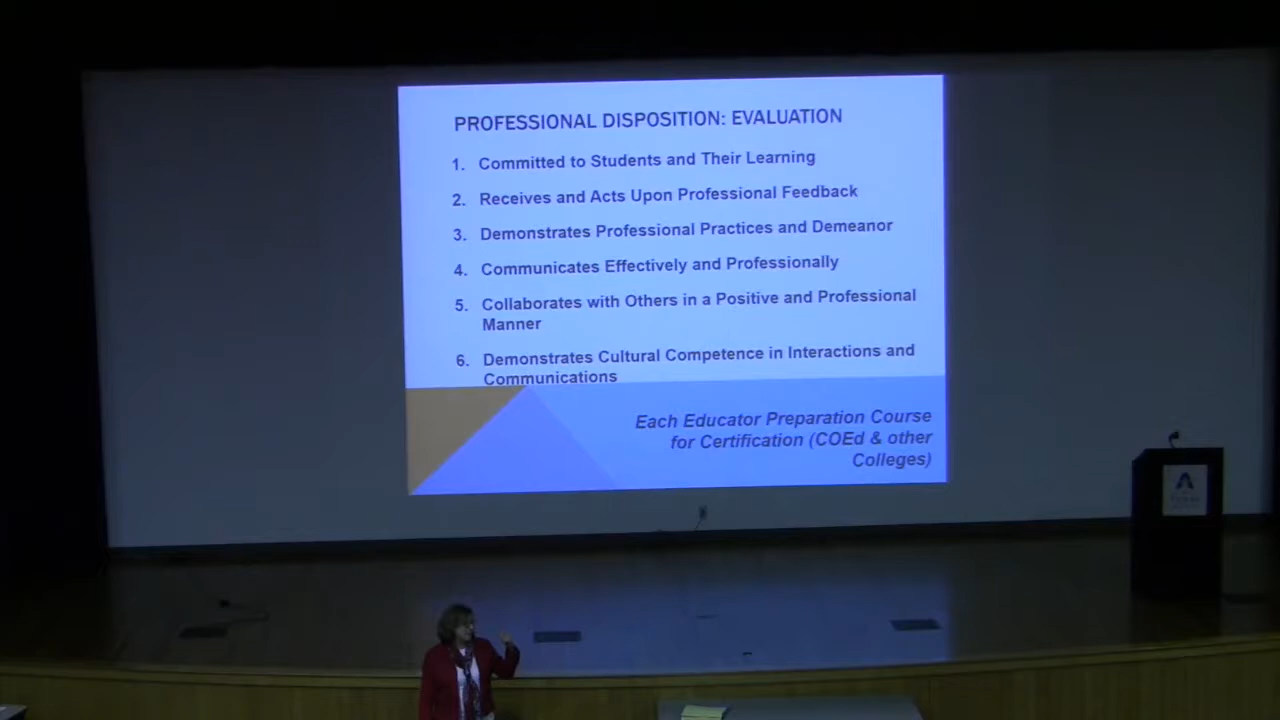 PROFESSIONAL DISPOSITION: EVALUATION
1. Committed to Students and Their Learning
2. Receives and Acts Upon Professional Feedback
3. Demonstrates Professional Practices and Demeanor
4. Communicates Effectively and Professionally
5. Collaborates with Others in a Positive and Professional
Manner
6. Demonstrates Cultural Competence in Interactions and
Communications
Each Educator Preparation Course
for Certification (COEd & other
Colleges)